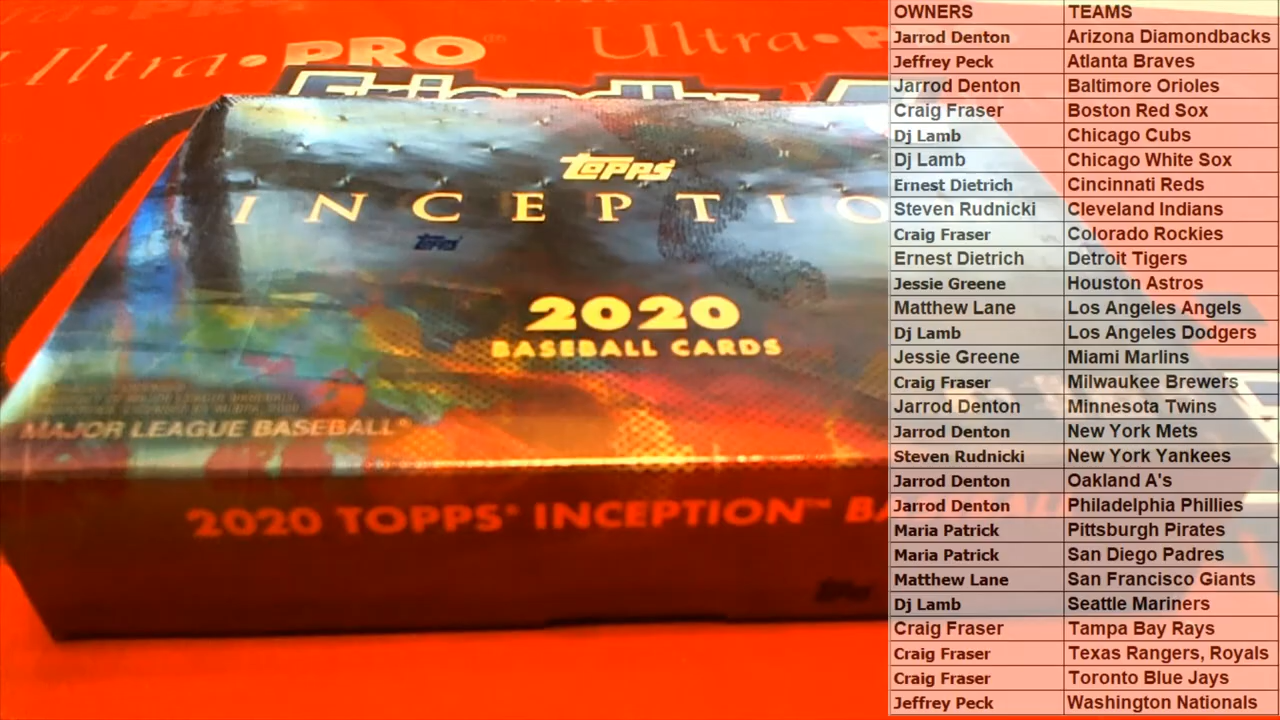 Ultra•PRO
Ultra•P
Friendly
TOPPS
INCEPTIO
TOPPS
2020
BASEBALL CARDS
MAJOR LEAGUE BASEBALL
2020 TOPPS® INCEPTION™ BA
OWNERS TEAMS
Jarrod Denton Arizona Diamondbacks
Jeffrey Peck Atlanta Braves
Jarrod Denton Baltimore Orioles
Craig Fraser Boston Red Sox
Dj Lamb Chicago Cubs
Dj Lamb Chicago White Sox
Ernest Dietrich Cincinnati Reds
Steven Rudnicki Cleveland Indians
Craig Fraser Colorado Rockies
Ernest Dietrich Detroit Tigers
Jessie Greene Houston Astros
Matthew Lane Los Angeles Angels
Dj Lamb Los Angeles Dodgers
Jessie Greene Miami Marlins
Craig Fraser Milwaukee Brewers
Jarrod Denton Minnesota Twins
Jarrod Denton New York Mets
Steven Rudnicki New York Yankees
Jarrod Denton Oakland A's
Jarrod Denton Philadelphia Phillies
Maria Patrick Pittsburgh Pirates
Maria Patrick San Diego Padres
Matthew Lane San Francisco Giants
Dj Lamb Seattle Mariners
Craig Fraser Tampa Bay Rays
Craig Fraser Texas Rangers, Royals
Craig Fraser Toronto Blue Jays
Jeffrey Peck Washington Nationals